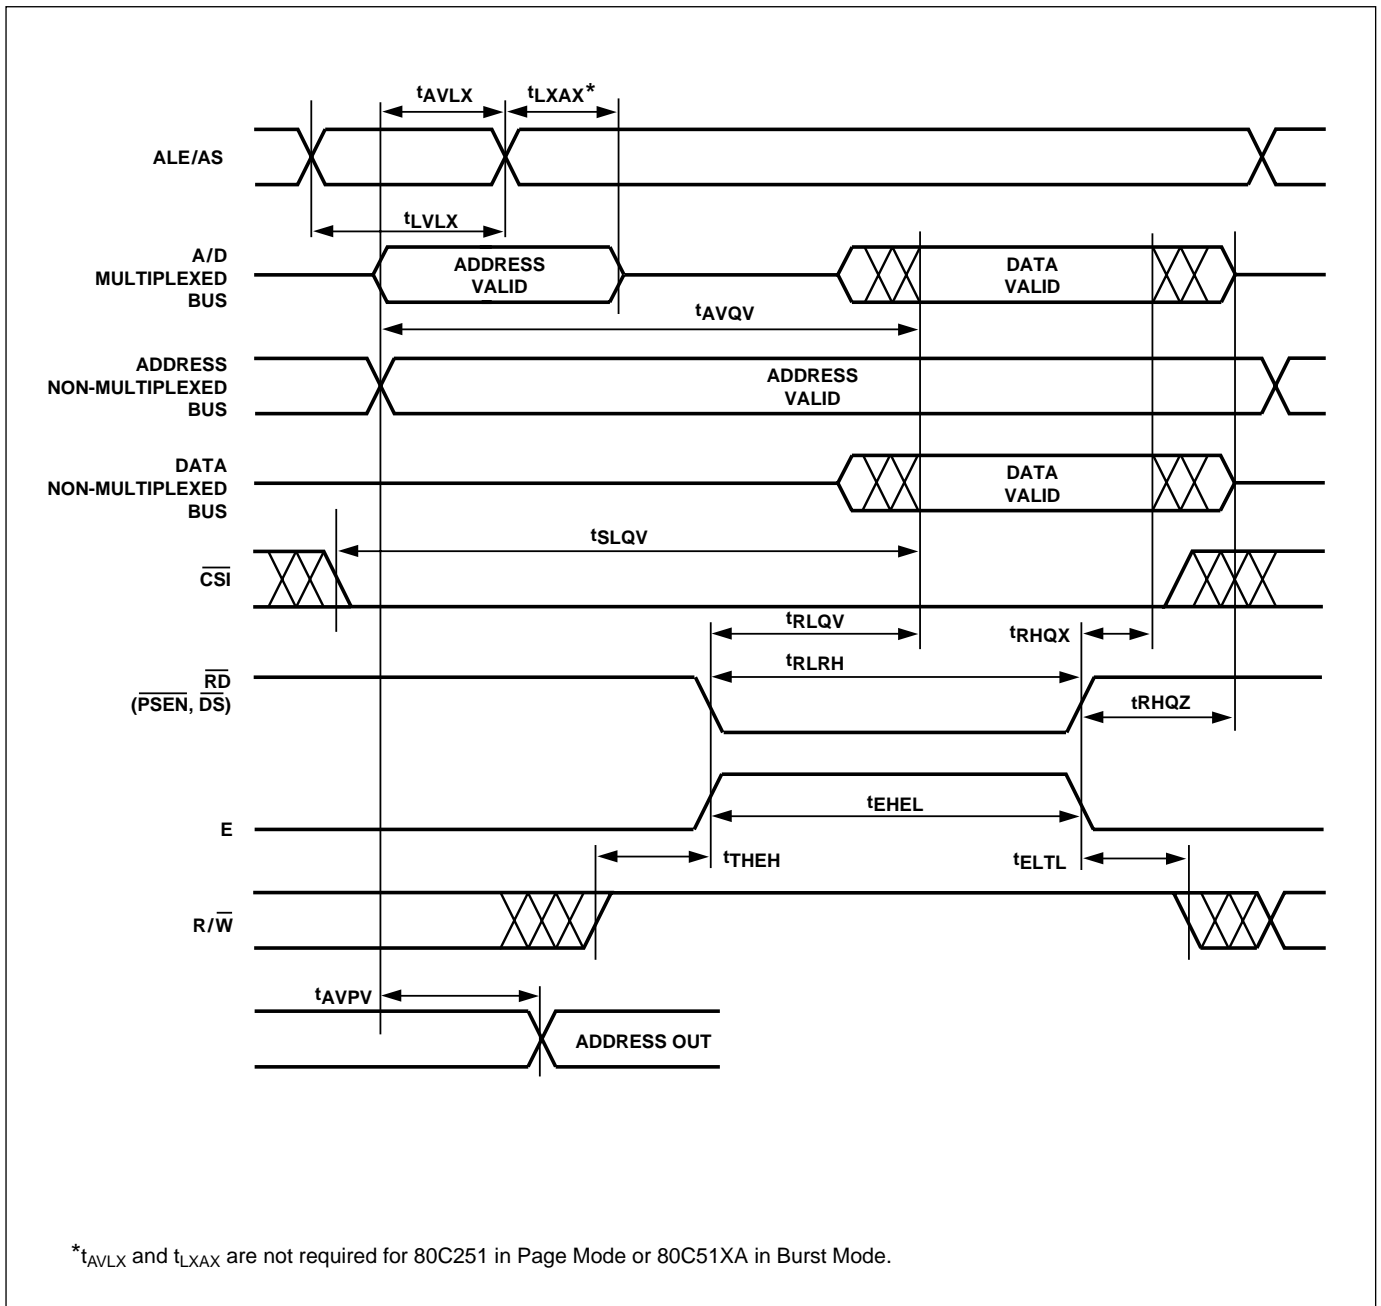 tAVLX
tLXAX*
ALE/AS
tLVLX
A/D
MULTIPLEXED
BUS
ADDRESS
VALID
DATA
VALID
tAVQV
ADDRESS
NON-MULTIPLEXED
BUS
ADDRESS
VALID
DATA
NON-MULTIPLEXED
BUS
DATA
VALID
tSLQV
CSI
tRLQV
tRHQX
tRLRH
RD
(PSEN, DS)
tRHQZ
tEHEL
E
tTHEH
tELTL
R/W
tAVPV
ADDRESS OUT
*tAVLX and tLXAX are not required for 80C251 in Page Mode or 80C51XA in Burst Mode.